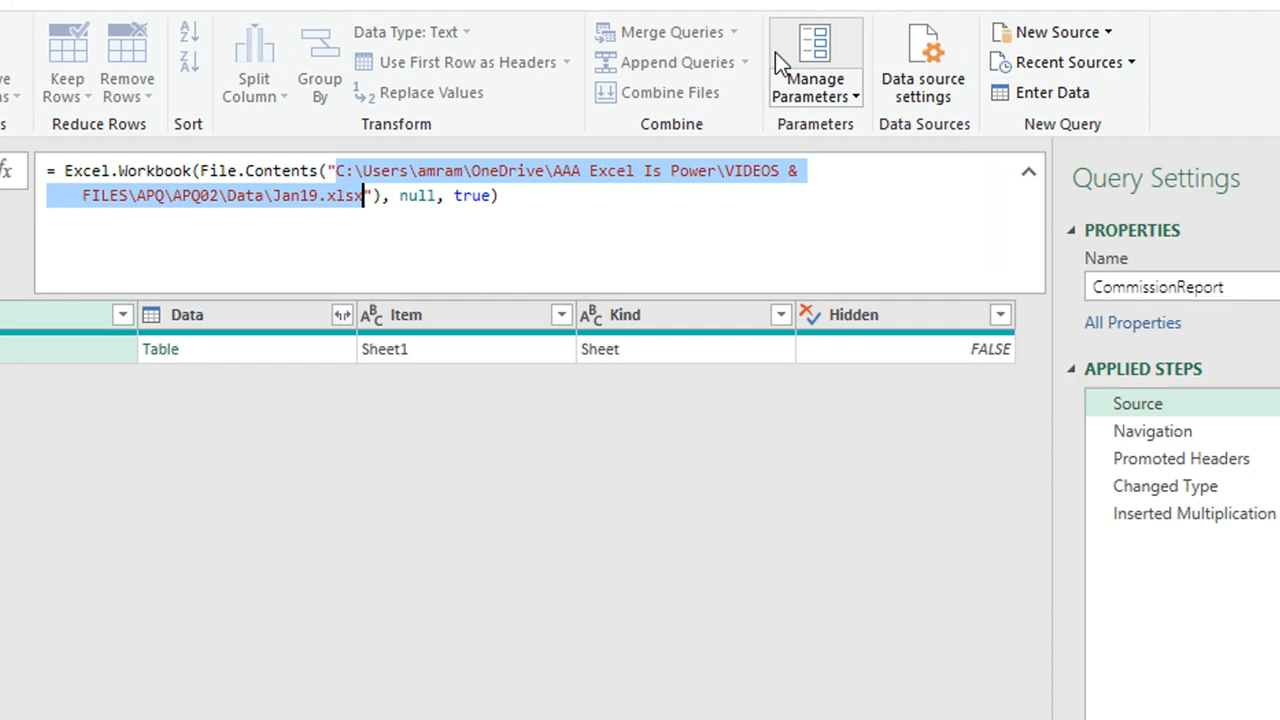 Keep Rows
Remove Rows
Sort
Split Column
Group By
Data Type: Text
Use First Row as Headers
Replace Values
Merge Queries
Append Queries
Combine Files
Manage Parameters
Data source settings
New Source
Recent Sources
Enter Data
Reduce Rows
Sort
Transform
Combine
Parameters
Data Sources
New Query
fx
= Excel.Workbook(File.Contents("C:\Users\amram\OneDrive\AAA Excel Is Power\VIDEOS &
FILES\APQ\APQ02\Data\Jan19.xlsx"), null, true)
Data
Item
Kind
Hidden
Table
Sheet1
Sheet
FALSE
Query Settings
PROPERTIES
Name
CommissionReport
All Properties
APPLIED STEPS
Source
Navigation
Promoted Headers
Changed Type
Inserted Multiplication